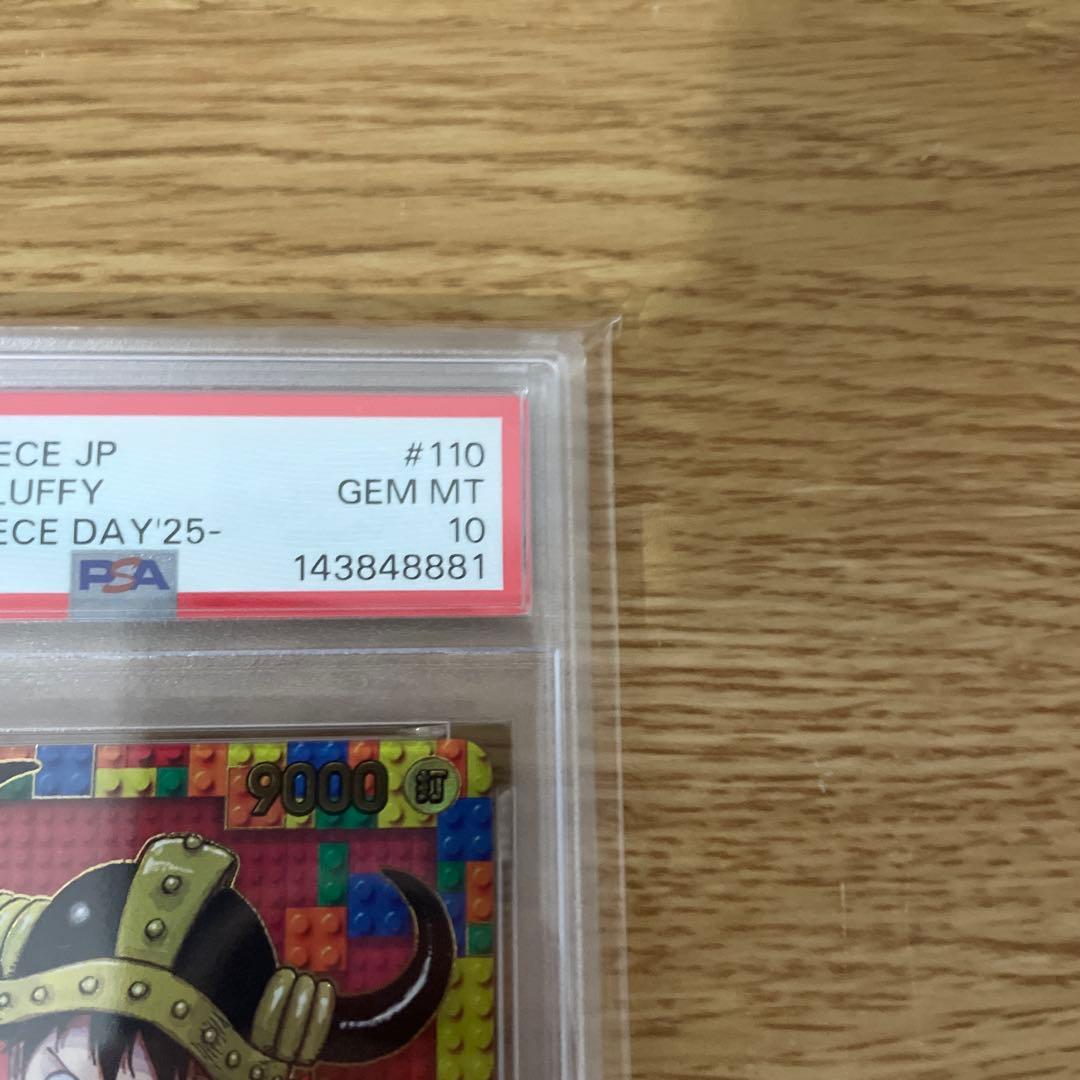 ECE JP #110
LUFFY GEM MT
ECE DAY'25- 10
PSA 143848881
9000 打